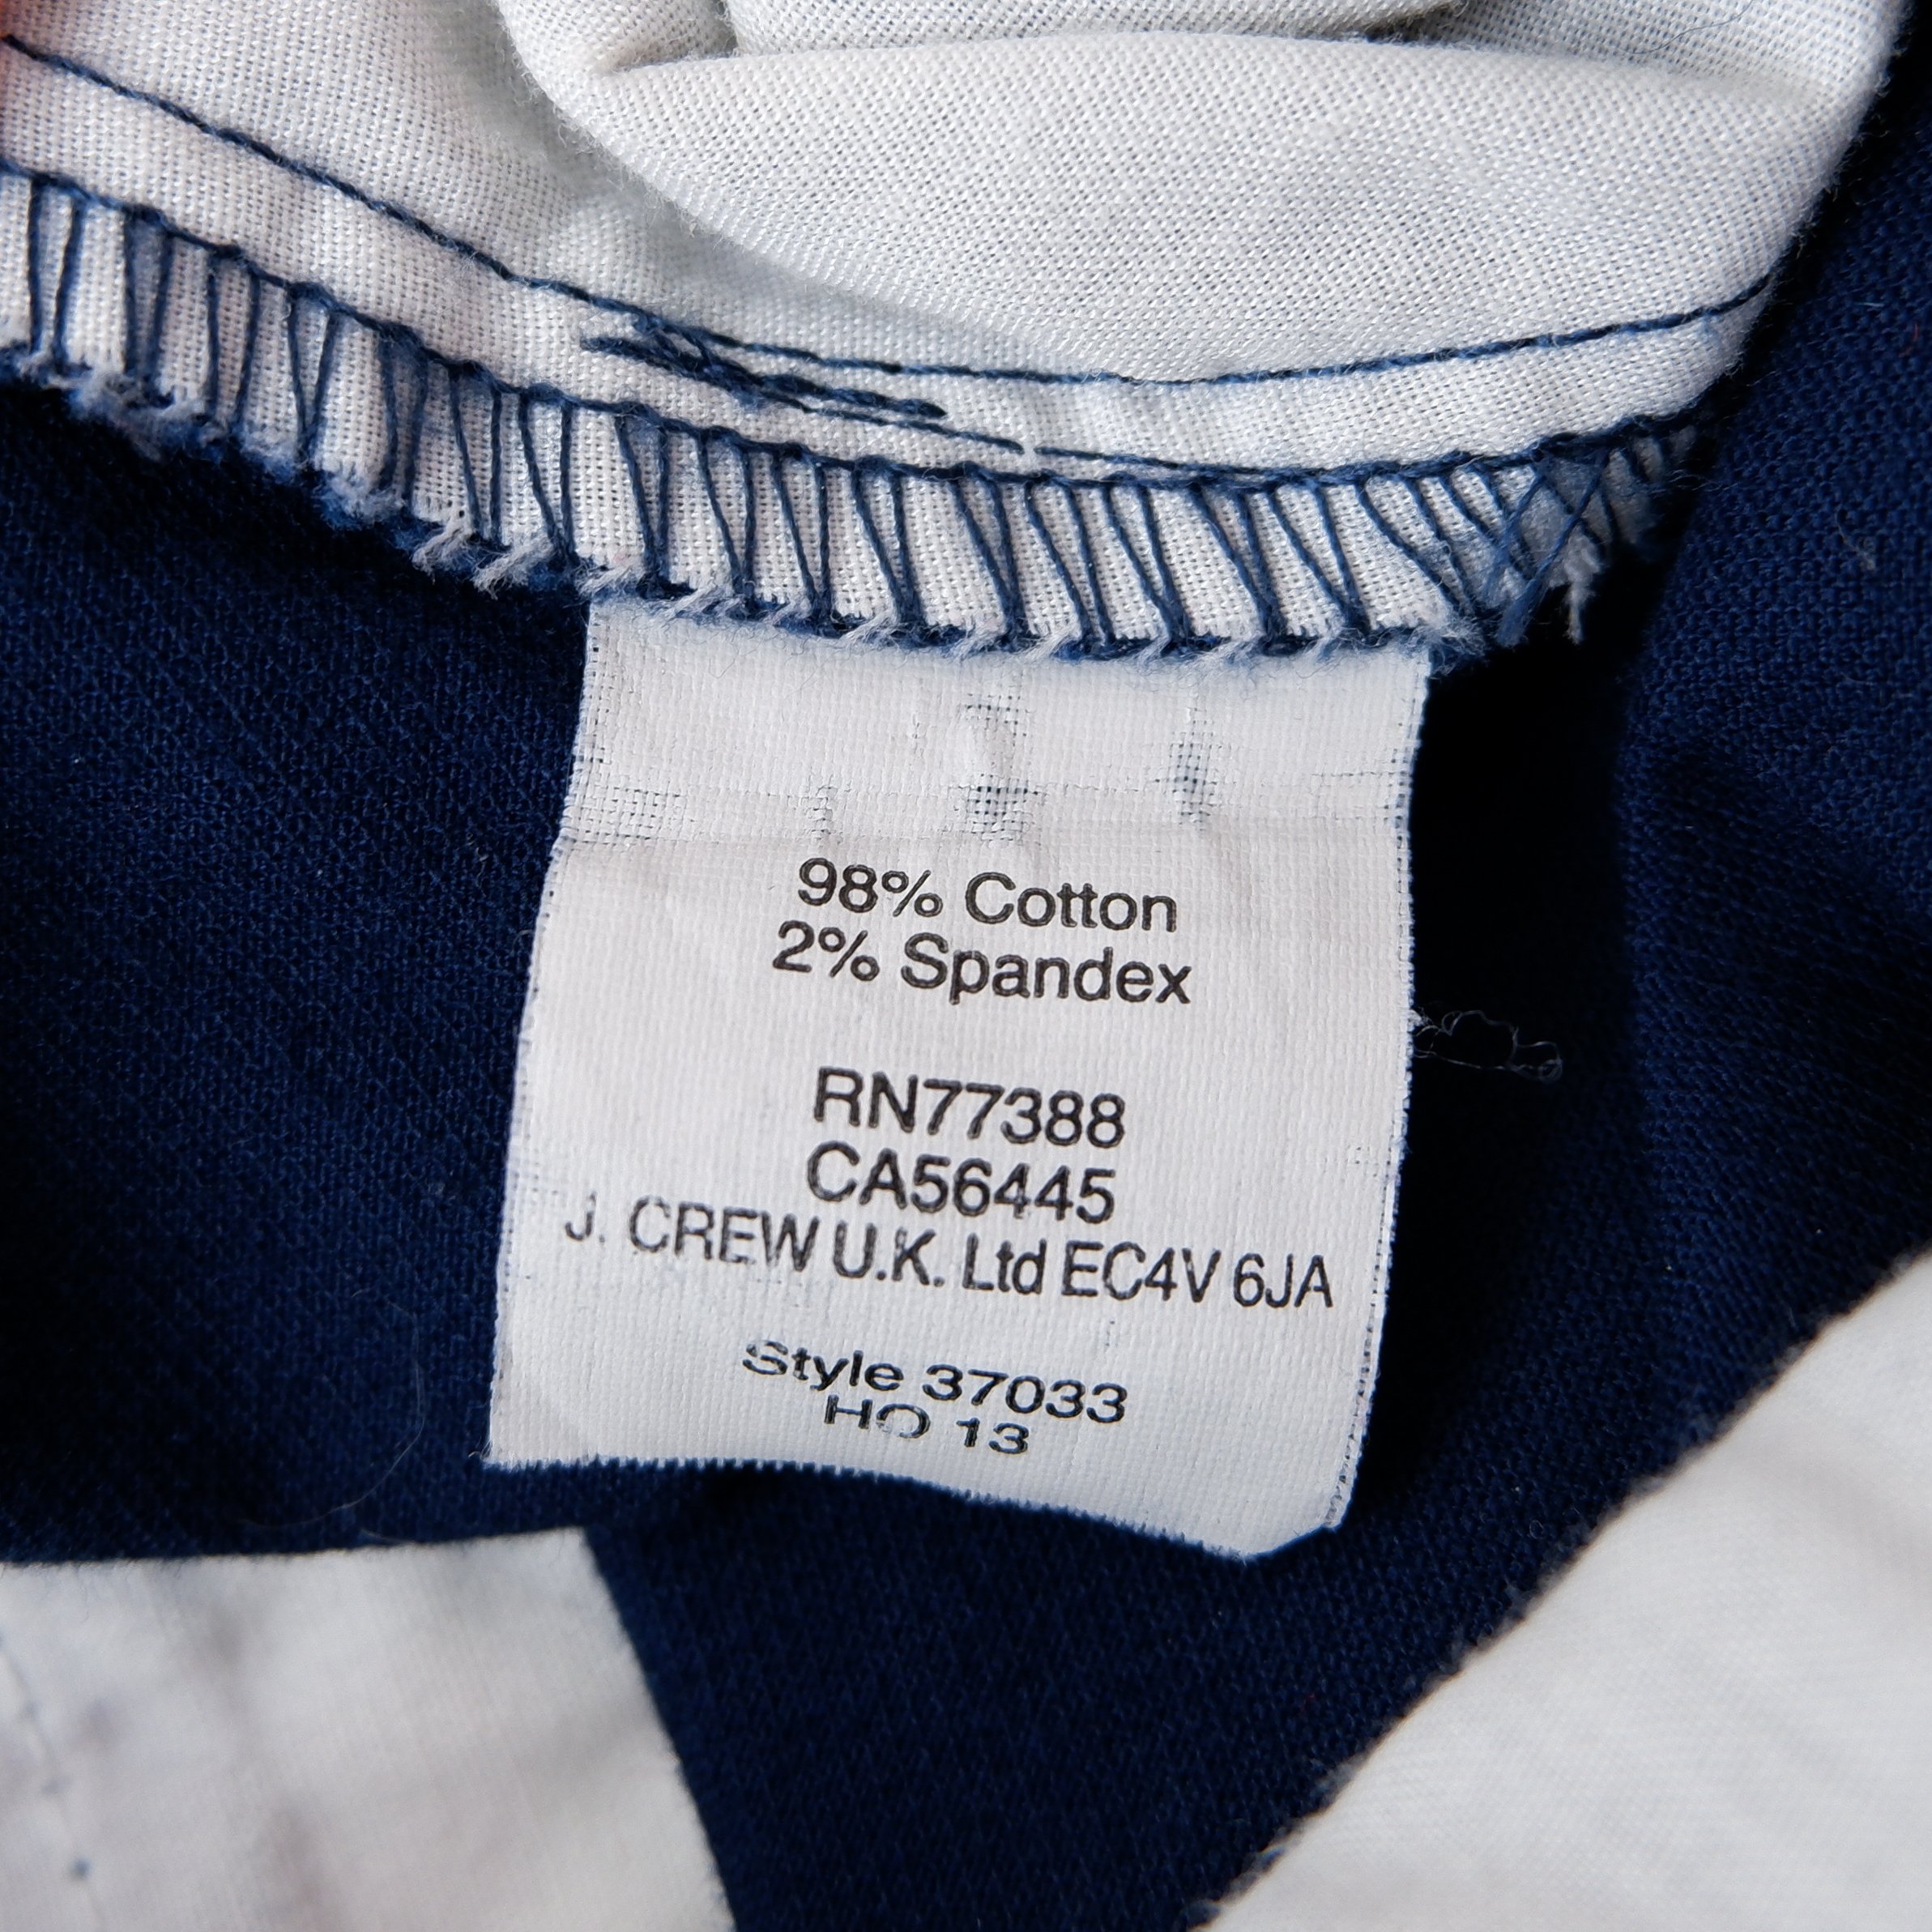 98% Cotton
2% Spandex
RN77388
CA56445
J. CREW U.K. Ltd EC4V 6JA
Style 37033
HO 13